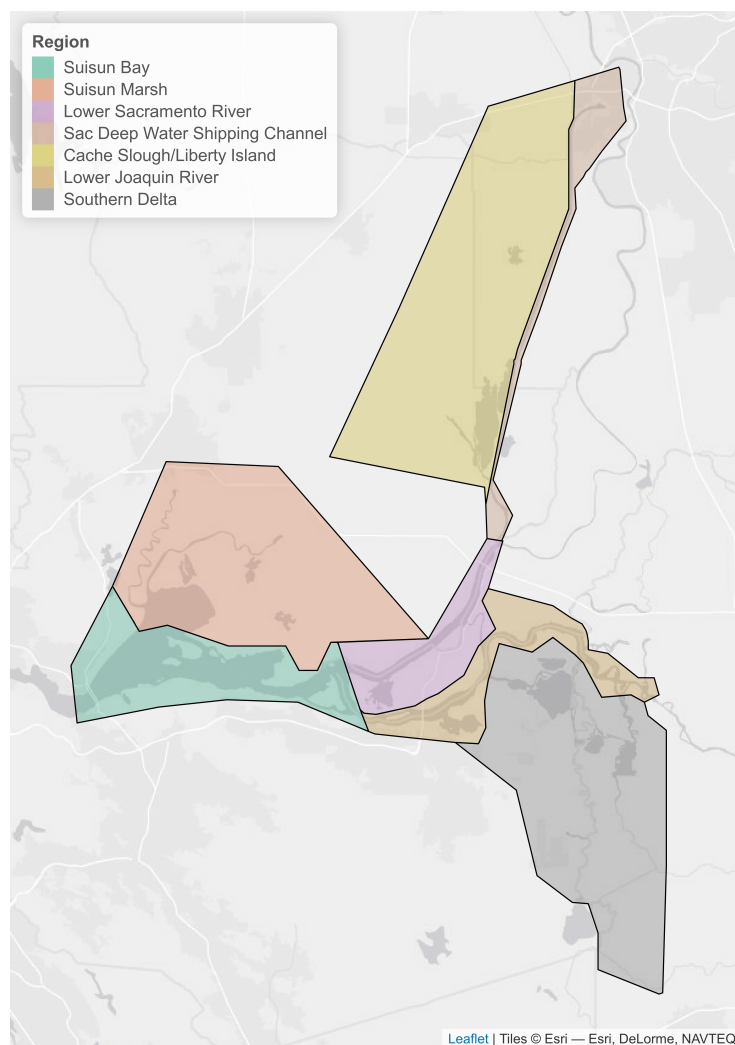 Region
Suisun Bay
Suisun Marsh
Lower Sacramento River
Sac Deep Water Shipping Channel
Cache Slough/Liberty Island
Lower Joaquin River
Southern Delta
Leaflet | Tiles © Esri — Esri, DeLorme, NAVTEQ